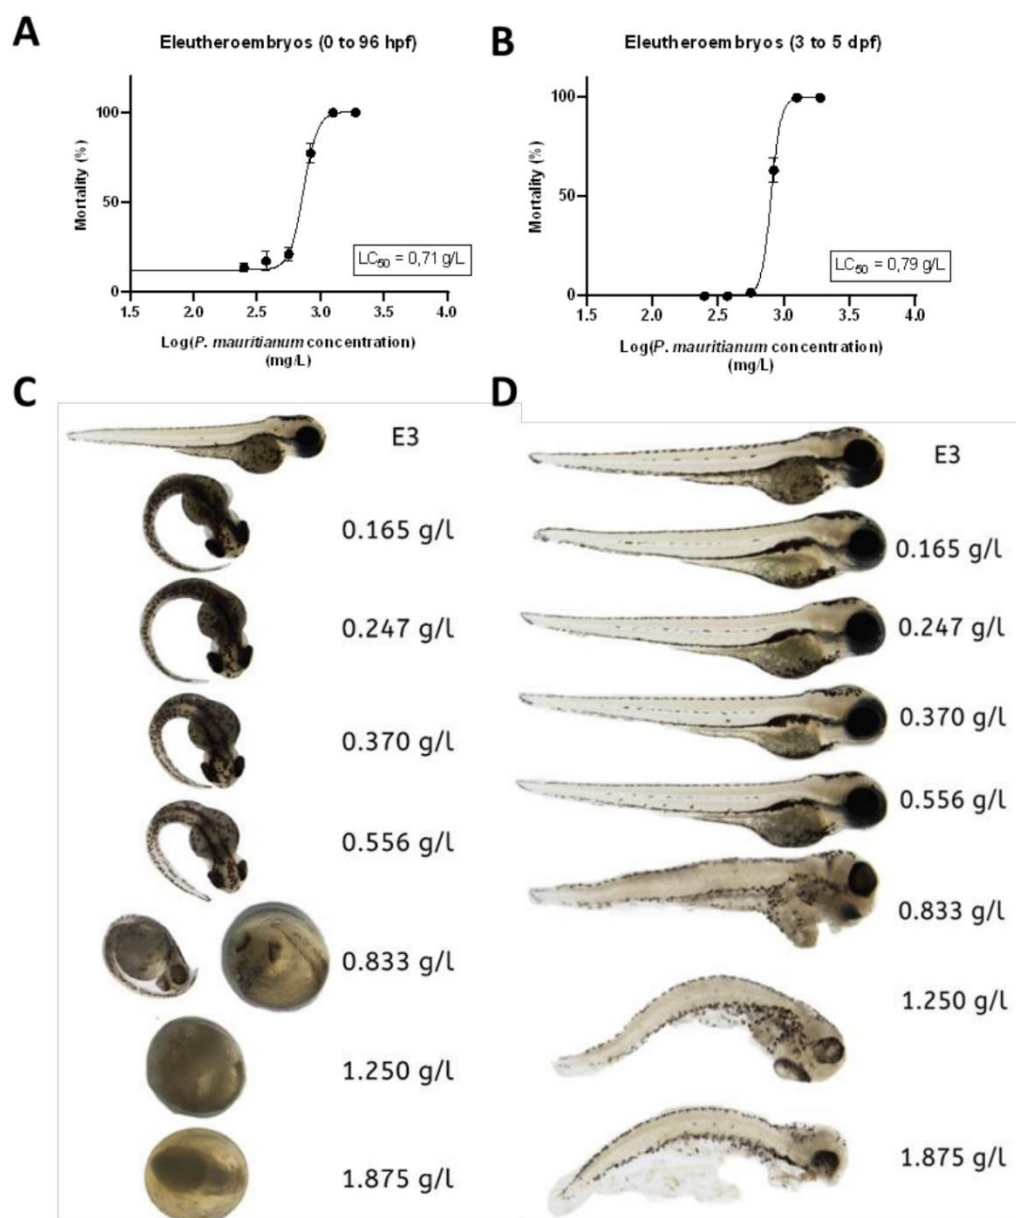 A
Eleutheroembryos (0 to 96 hpf)
Mortality (%)
100
50
0
1.5 2.0 2.5 3.0 3.5 4.0
LC₅₀ = 0,71 g/L
Log(P. mauritianum concentration)
(mg/L)
B
Eleutheroembryos (3 to 5 dpf)
Mortality (%)
100
50
0
1.5 2.0 2.5 3.0 3.5 4.0
LC₅₀ = 0,79 g/L
Log(P. mauritianum concentration)
(mg/L)
C
E3
0.165 g/l
0.247 g/l
0.370 g/l
0.556 g/l
0.833 g/l
1.250 g/l
1.875 g/l
D
E3
0.165 g/l
0.247 g/l
0.370 g/l
0.556 g/l
0.833 g/l
1.250 g/l
1.875 g/l